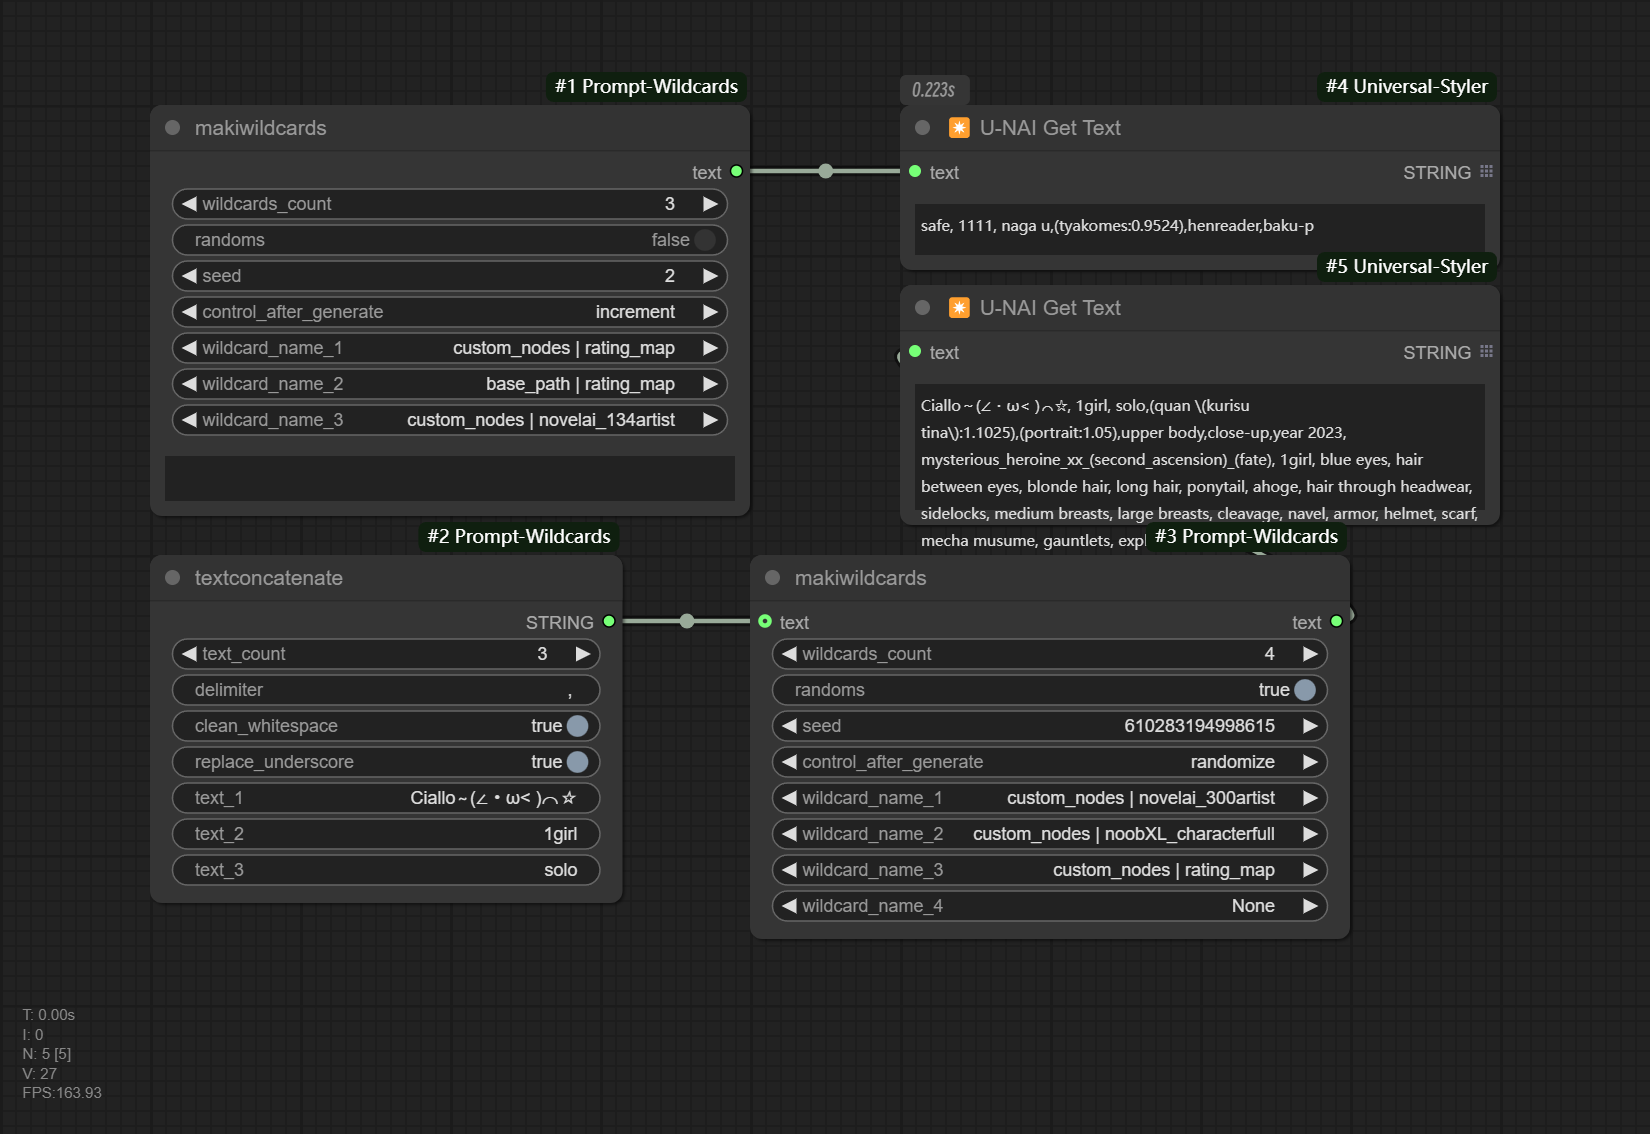 #1 Prompt-Wildcards
makiwildcards
text
wildcards_count 3
randoms false
seed 2
control_after_generate increment
wildcard_name_1 custom_nodes | rating_map
wildcard_name_2 base_path | rating_map
wildcard_name_3 custom_nodes | novelai_134artist
0.223s
#4 Universal-Styler
U-NAI Get Text
text STRING
safe, 1111, naga u,(tyakomes:0.9524),henreader,baku-p
#5 Universal-Styler
U-NAI Get Text
text STRING
Ciallo~(∠・ω< )⌒☆, 1girl, solo,(quan \(kurisu
tina\):1.1025),(portrait:1.05),upper body,close-up,year 2023,
mysterious_heroine_xx_(second_ascension)_(fate), 1girl, blue eyes, hair
between eyes, blonde hair, long hair, ponytail, ahoge, hair through headwear,
sidelocks, medium breasts, large breasts, cleavage, navel, armor, helmet, scarf,
mecha musume, gauntlets, expl
#2 Prompt-Wildcards
textconcatenate
STRING
text_count 3
delimiter ,
clean_whitespace true
replace_underscore true
text_1 Ciallo~(∠・ω< )⌒☆
text_2 1girl
text_3 solo
#3 Prompt-Wildcards
makiwildcards
text text
wildcards_count 4
randoms true
seed 610283194998615
control_after_generate randomize
wildcard_name_1 custom_nodes | novelai_300artist
wildcard_name_2 custom_nodes | noobXL_characterfull
wildcard_name_3 custom_nodes | rating_map
wildcard_name_4 None
T: 0.00s
I: 0
N: 5 [5]
V: 27
FPS:163.93